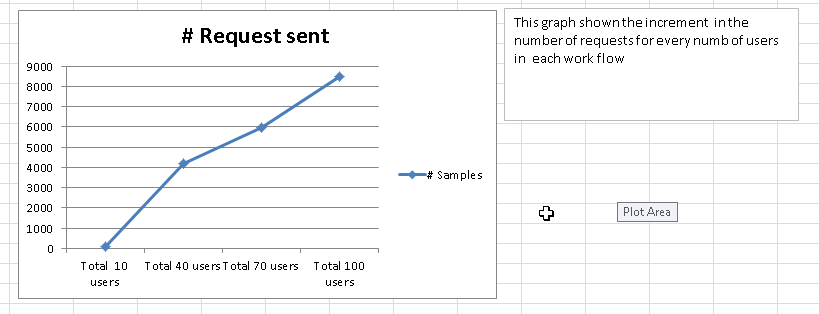 # Request sent
This graph shown the increment in the
number of requests for every numb of users
in each work flow
9000
8000
7000
6000
5000
4000
3000
2000
1000
0
# Samples
Plot Area
Total 10 users
Total 40 users
Total 70 users
Total 100 users